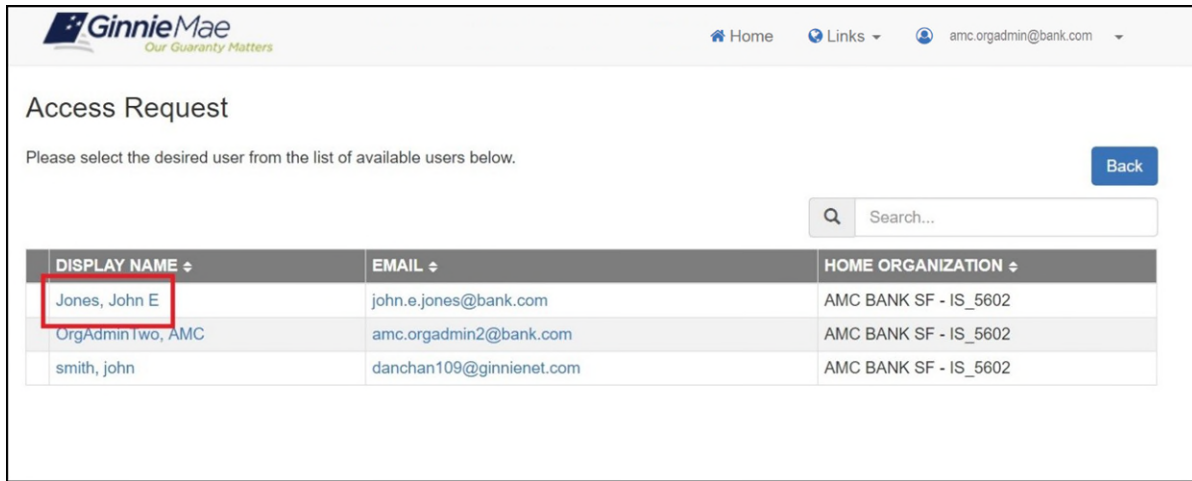 GinnieMae
Our Guaranty Matters
Home Links amc.orgadmin@bank.com
Access Request
Please select the desired user from the list of available users below.
Back
Search...
DISPLAY NAME EMAIL HOME ORGANIZATION
Jones, John E john.e.jones@bank.com AMC BANK SF - IS_5602
OrgAdminTwo, AMC amc.orgadmin2@bank.com AMC BANK SF - IS_5602
smith, john danchan109@ginnienet.com AMC BANK SF - IS_5602